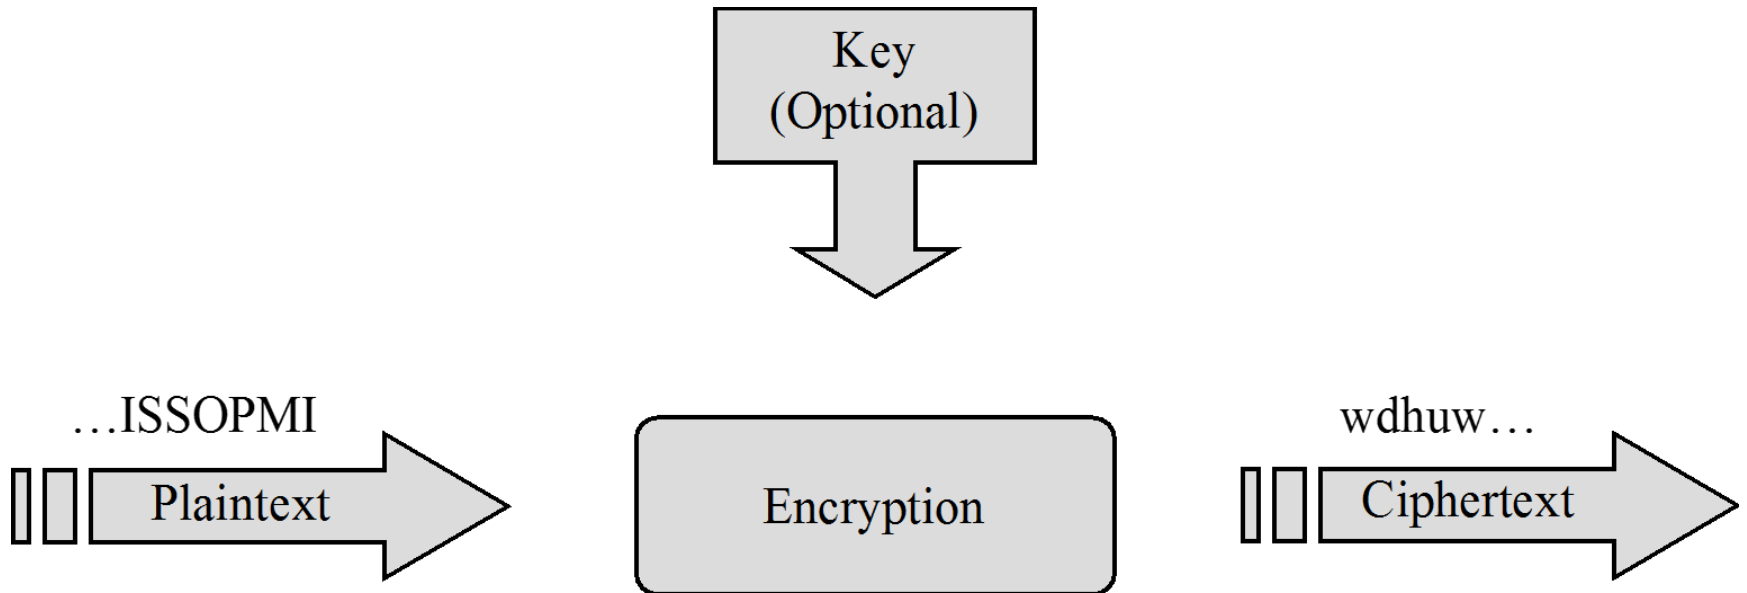 Key
(Optional)
…ISSOPMI
wdhuw…
Plaintext
Encryption
Ciphertext